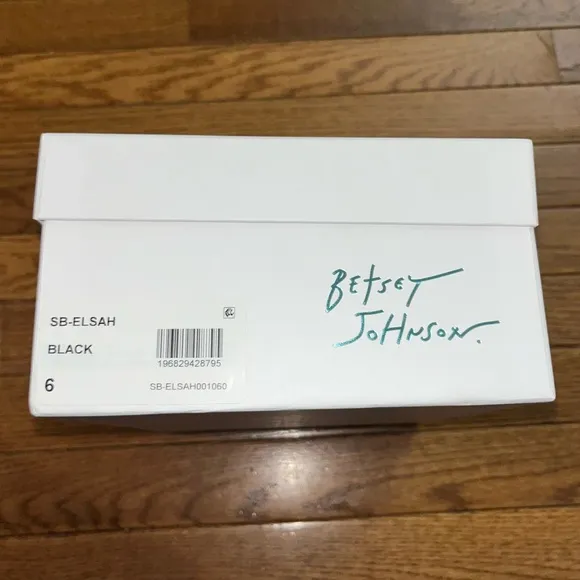 SB-ELSAH
BLACK
196829428795
6
SB-ELSAH001060
BETSEY
JOHNSON.